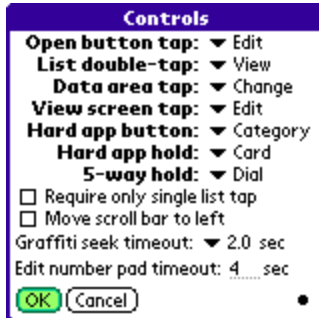 Controls
Open button tap: Edit
List double-tap: View
Data area tap: Change
View screen tap: Edit
Hard app button: Category
Hard app hold: Card
5-way hold: Dial
Require only single list tap
Move scroll bar to left
Graffiti seek timeout: 2.0 sec
Edit number pad timeout: 4 sec
OK Cancel